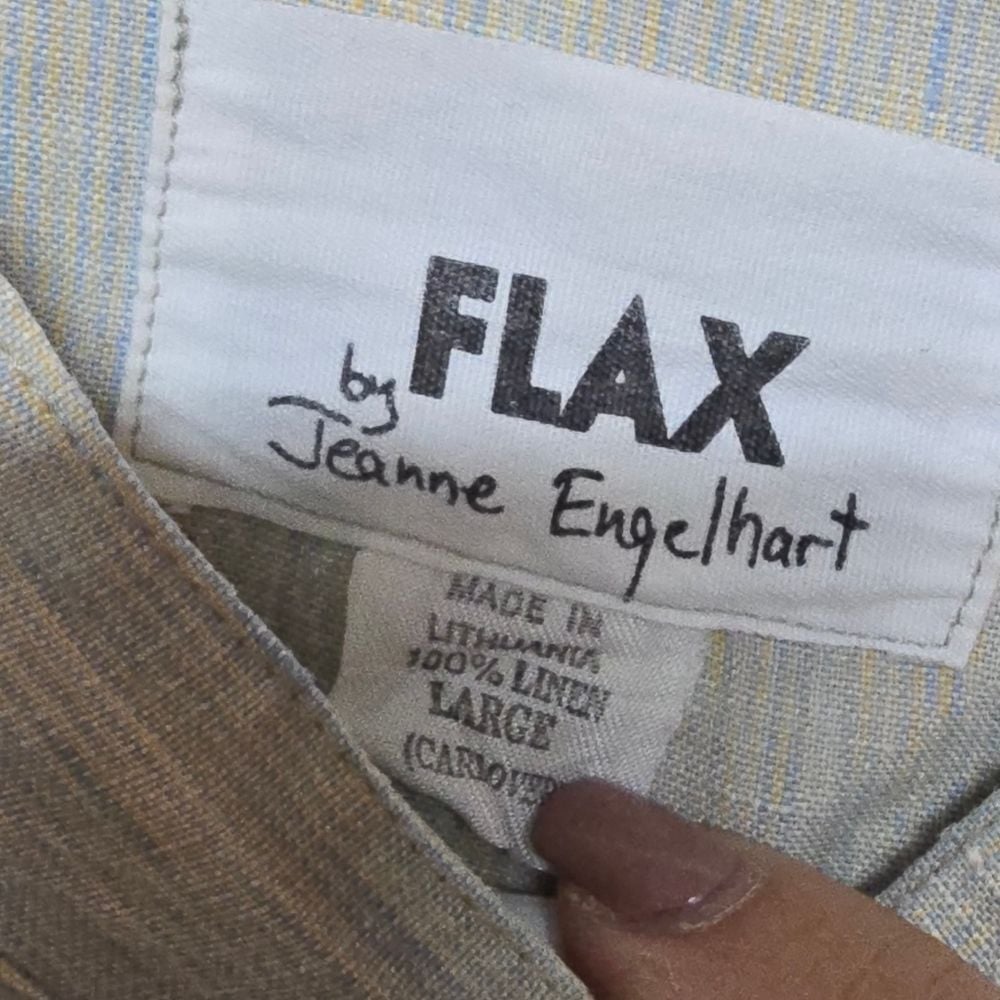 FLAX
by
Jeanne Engelhart
MADE IN
LITHUANIA
100% LINEN
LARGE